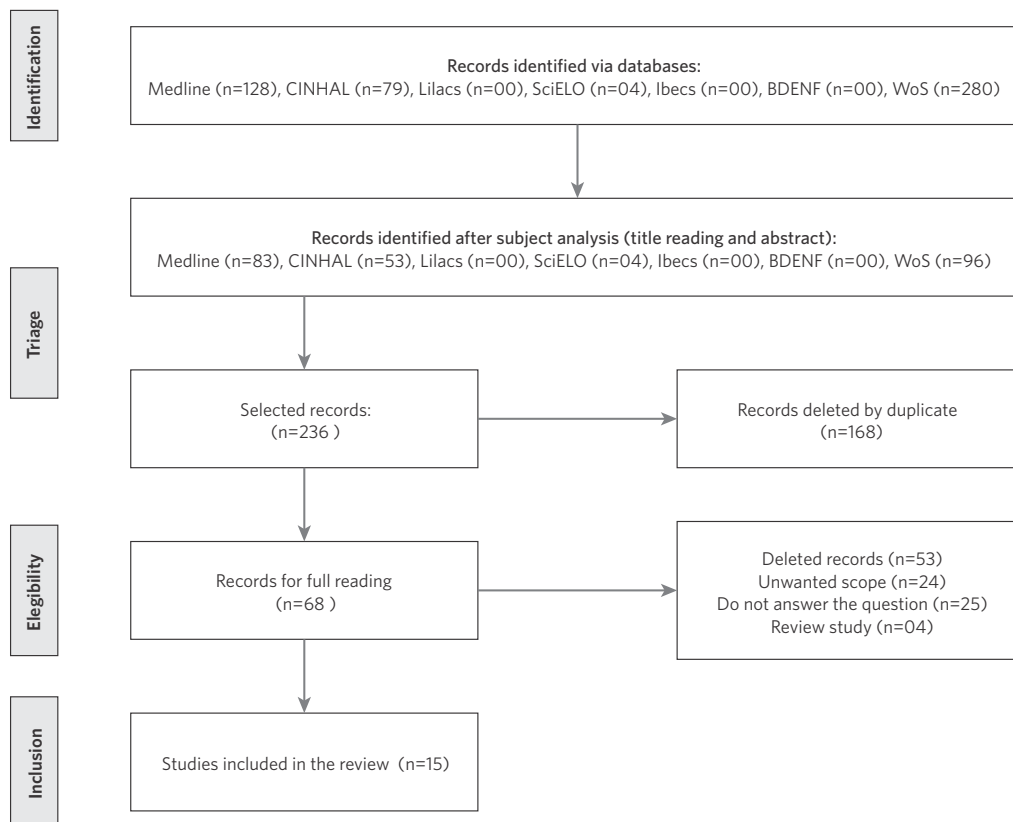 Identification
Records identified via databases:
Medline (n=128), CINHAL (n=79), Lilacs (n=00), SciELO (n=04), Ibecs (n=00), BDENF (n=00), WoS (n=280)
Records identified after subject analysis (title reading and abstract):
Medline (n=83), CINHAL (n=53), Lilacs (n=00), SciELO (n=04), Ibecs (n=00), BDENF (n=00), WoS (n=96)
Triage
Selected records:
(n=236 )
Records deleted by duplicate
(n=168)
Elegibility
Records for full reading
(n=68 )
Deleted records (n=53)
Unwanted scope (n=24)
Do not answer the question (n=25)
Review study (n=04)
Inclusion
Studies included in the review (n=15)